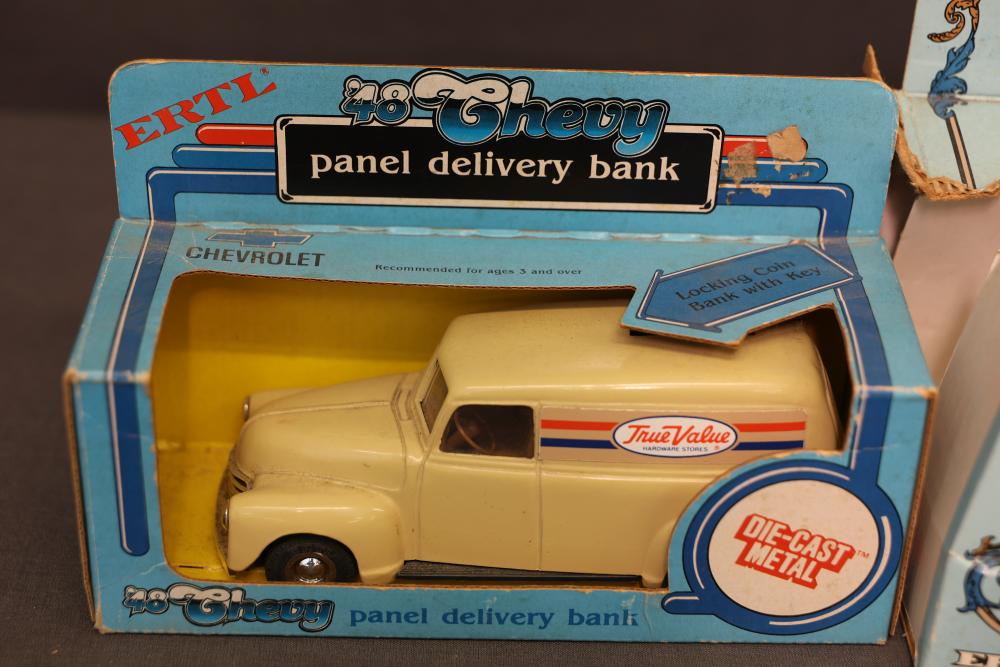 ERTL®
'48 Chevy
panel delivery bank
CHEVROLET
Recommended for ages 3 and over
Locking Coin
Bank with Key
True Value
HARDWARE STORES ®
DIE-CAST ™
METAL
'48 Chevy panel delivery bank